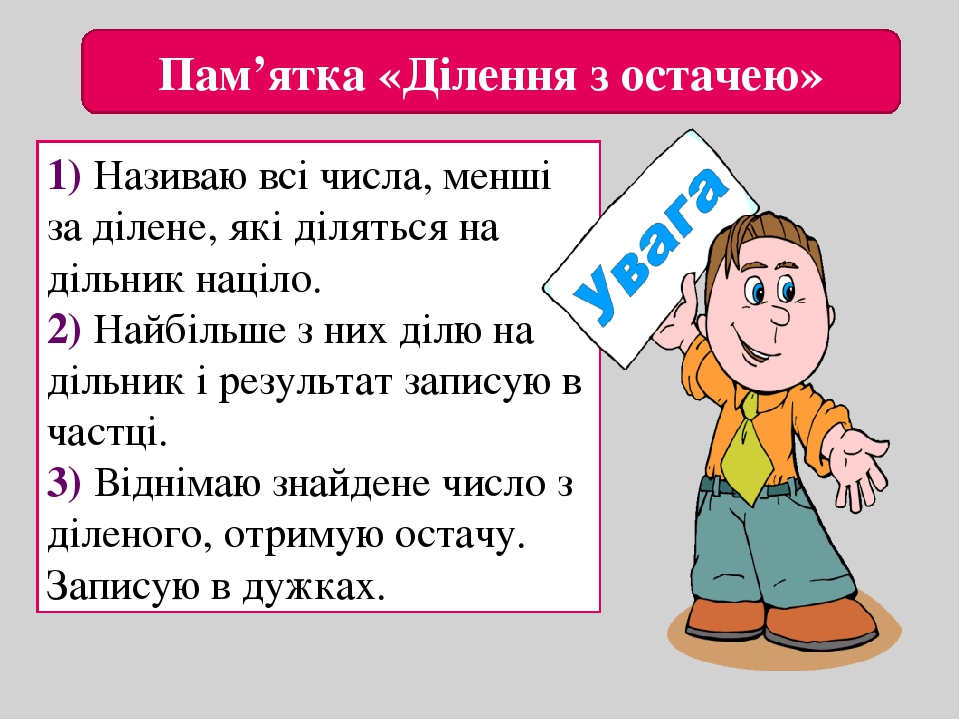 Пам’ятка «Ділення з остачею»
1) Називаю всі числа, менші
за ділене, які діляться на
дільник націло.
2) Найбільше з них ділю на
дільник і результат записую в
частці.
3) Віднімаю знайдене число з
діленого, отримую остачу.
Записую в дужках.
Увага